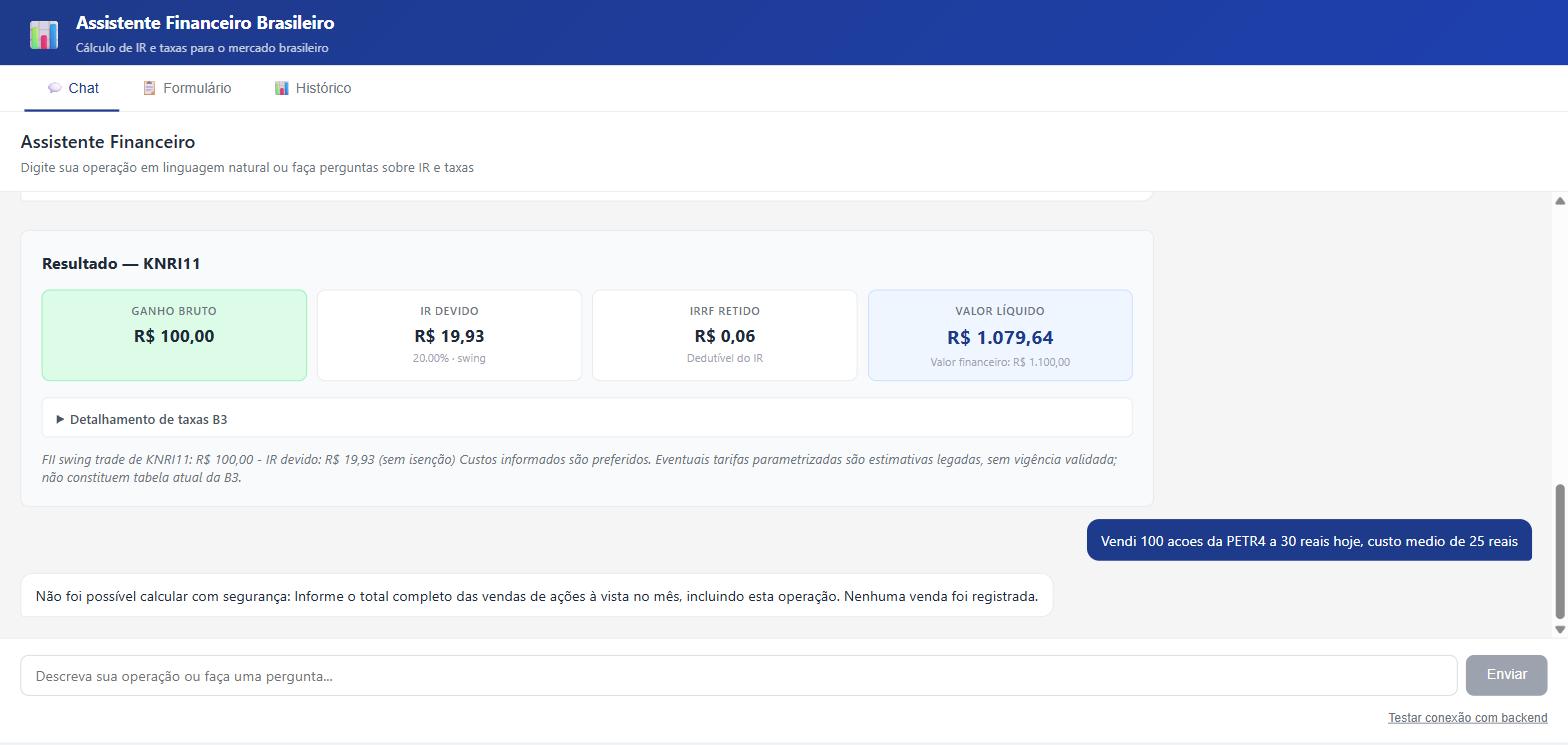 Assistente Financeiro Brasileiro
Cálculo de IR e taxas para o mercado brasileiro
Chat
Formulário
Histórico
Assistente Financeiro
Digite sua operação em linguagem natural ou faça perguntas sobre IR e taxas
Resultado — KNRI11
GANHO BRUTO
R$ 100,00
IR DEVIDO
R$ 19,93
20.00% · swing
IRRF RETIDO
R$ 0,06
Dedutível do IR
VALOR LÍQUIDO
R$ 1.079,64
Valor financeiro: R$ 1.100,00
Detalhamento de taxas B3
FII swing trade de KNRI11: R$ 100,00 - IR devido: R$ 19,93 (sem isenção) Custos informados são preferidos. Eventuais tarifas parametrizadas são estimativas legadas, sem vigência validada;
não constituem tabela atual da B3.
Vendi 100 acoes da PETR4 a 30 reais hoje, custo medio de 25 reais
Não foi possível calcular com segurança: Informe o total completo das vendas de ações à vista no mês, incluindo esta operação. Nenhuma venda foi registrada.
Descreva sua operação ou faça uma pergunta...
Enviar
Testar conexão com backend